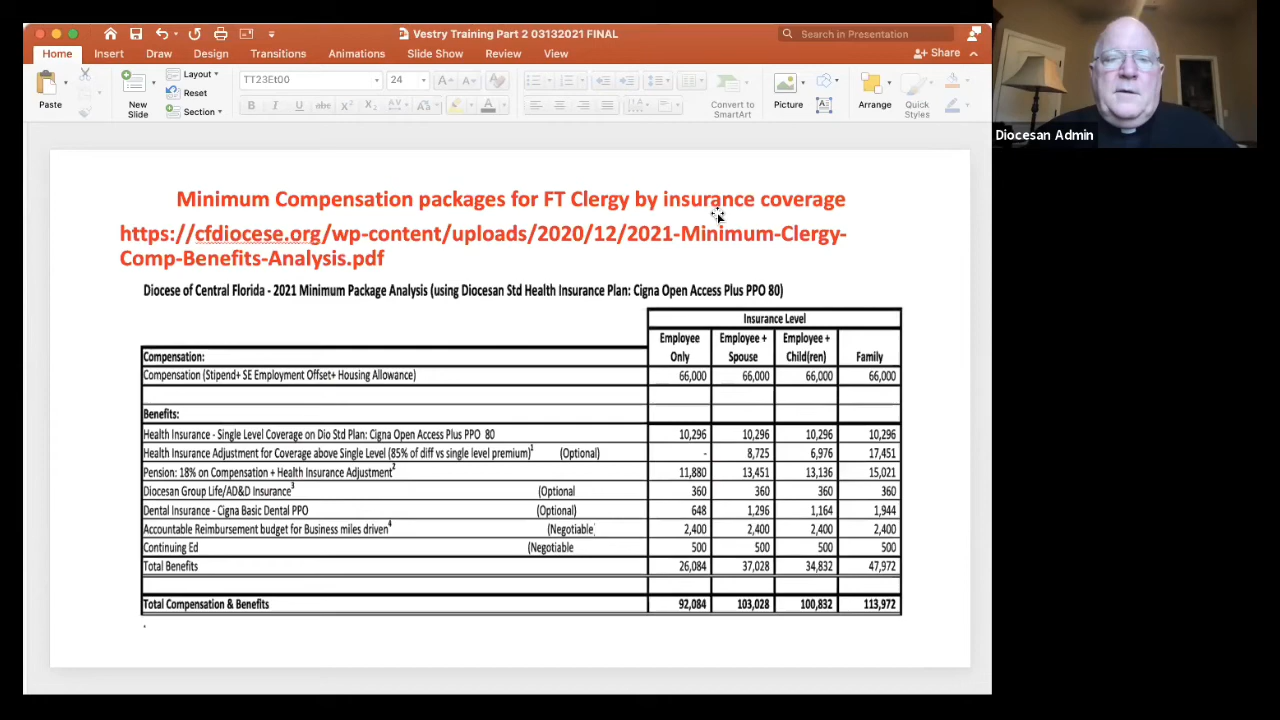 Vestry Training Part 2 03132021 FINAL
Search in Presentation
Home Insert Draw Design Transitions Animations Slide Show Review View Share
Paste
New Slide
Layout
Reset
Section
TT23Et00 24
Convert to SmartArt
Picture
Arrange
Quick Styles
Diocesan Admin
Minimum Compensation packages for FT Clergy by insurance coverage
https://cfdiocese.org/wp-content/uploads/2020/12/2021-Minimum-Clergy-
Comp-Benefits-Analysis.pdf
Diocese of Central Florida - 2021 Minimum Package Analysis (using Diocesan Std Health Insurance Plan: Cigna Open Access Plus PPO 80)
Insurance Level
Employee Only Employee + Spouse Employee + Child(ren) Family
Compensation:
Compensation (Stipend+ SE Employment Offset+ Housing Allowance) 66,000 66,000 66,000 66,000
Benefits:
Health Insurance - Single Level Coverage on Dio Std Plan: Cigna Open Access Plus PPO 80 10,296 10,296 10,296 10,296
Health Insurance Adjustment for Coverage above Single Level (85% of diff vs single level premium)1 (Optional) - 8,725 6,976 17,451
Pension: 18% on Compensation + Health Insurance Adjustment2 11,880 13,451 13,136 15,021
Diocesan Group Life/AD&D Insurance3 (Optional 360 360 360 360
Dental Insurance - Cigna Basic Dental PPO (Optional) 648 1,296 1,164 1,944
Accountable Reimbursement budget for Business miles driven4 (Negotiable) 2,400 2,400 2,400 2,400
Continuing Ed (Negotiable 500 500 500 500
Total Benefits 26,084 37,028 34,832 47,972
Total Compensation & Benefits 92,084 103,028 100,832 113,972